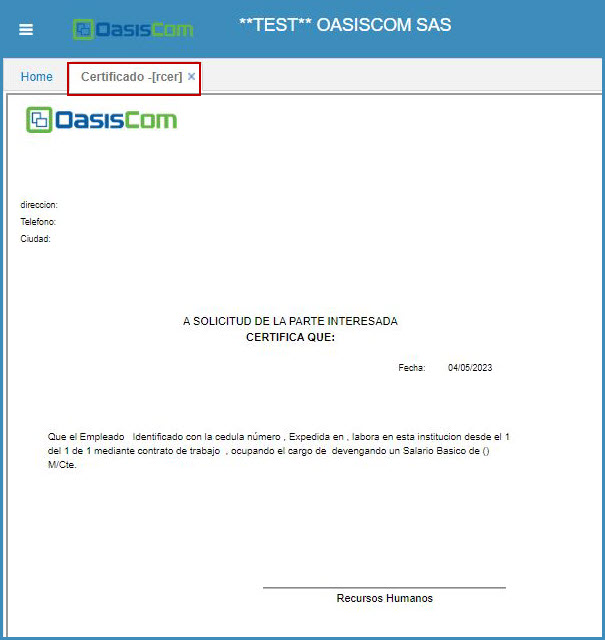 OasisCom
**TEST** OASISCOM SAS
Home
Certificado -[rcer] ×
OasisCom
direccion:
Telefono:
Ciudad:
A SOLICITUD DE LA PARTE INTERESADA
CERTIFICA QUE:
Fecha: 04/05/2023
Que el Empleado Identificado con la cedula número , Expedida en , labora en esta institucion desde el 1
del 1 de 1 mediante contrato de trabajo , ocupando el cargo de devengando un Salario Basico de ()
M/Cte.
Recursos Humanos